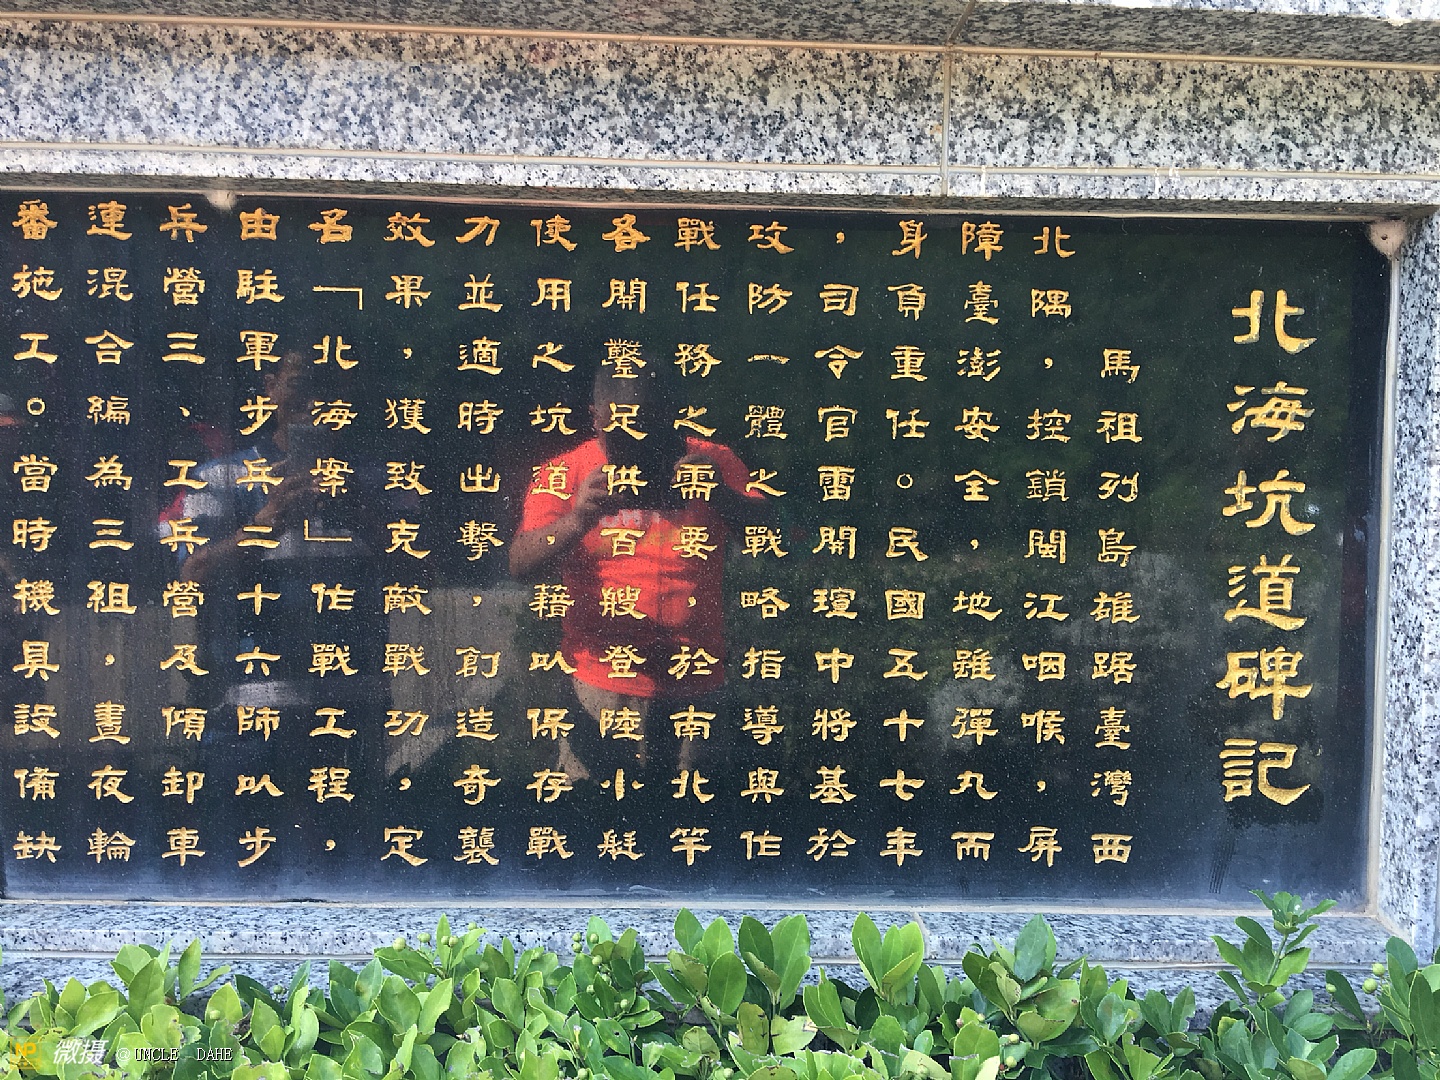 北海坑道碑記
馬祖列島雄踞臺灣西
北隅，控鎖閩江咽喉，屏
障臺澎安全，地雖彈丸而
身負重任。民國五十七年
，司令官雷開瑄中將基於
攻防一體之戰略指導與作
戰任務之需要，於南北竿
各開鑿足供百艘登陸小艇
使用之坑道，藉以保存戰
力並適時出擊，創造奇襲
效果，獲致克敵戰功，定
名「北海案」作戰工程，
由駐軍步兵二十六師以步
兵營三、工兵營及傾卸車
連混合編為三組，晝夜輪
番施工。當時機具設備缺
微摄 @UNCLE DAHE